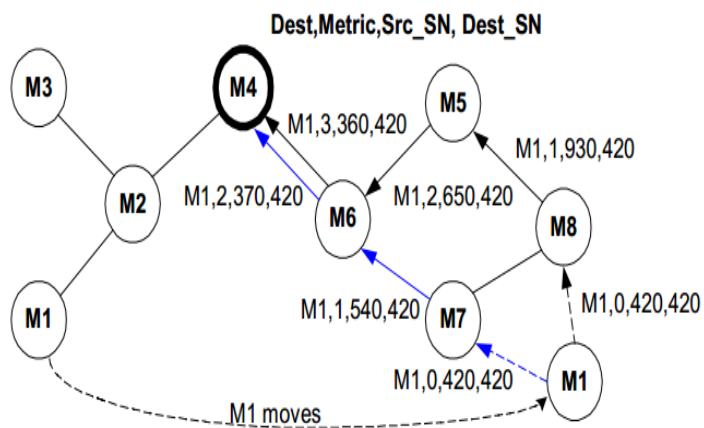 Dest,Metric,Src_SN, Dest_SN
M3
M4
M5
M1,3,360,420
M1,1,930,420
M1,2,370,420
M1,2,650,420
M2
M6
M8
M1
M1,1,540,420
M7
M1,0,420,420
M1,0,420,420
M1
M1 moves